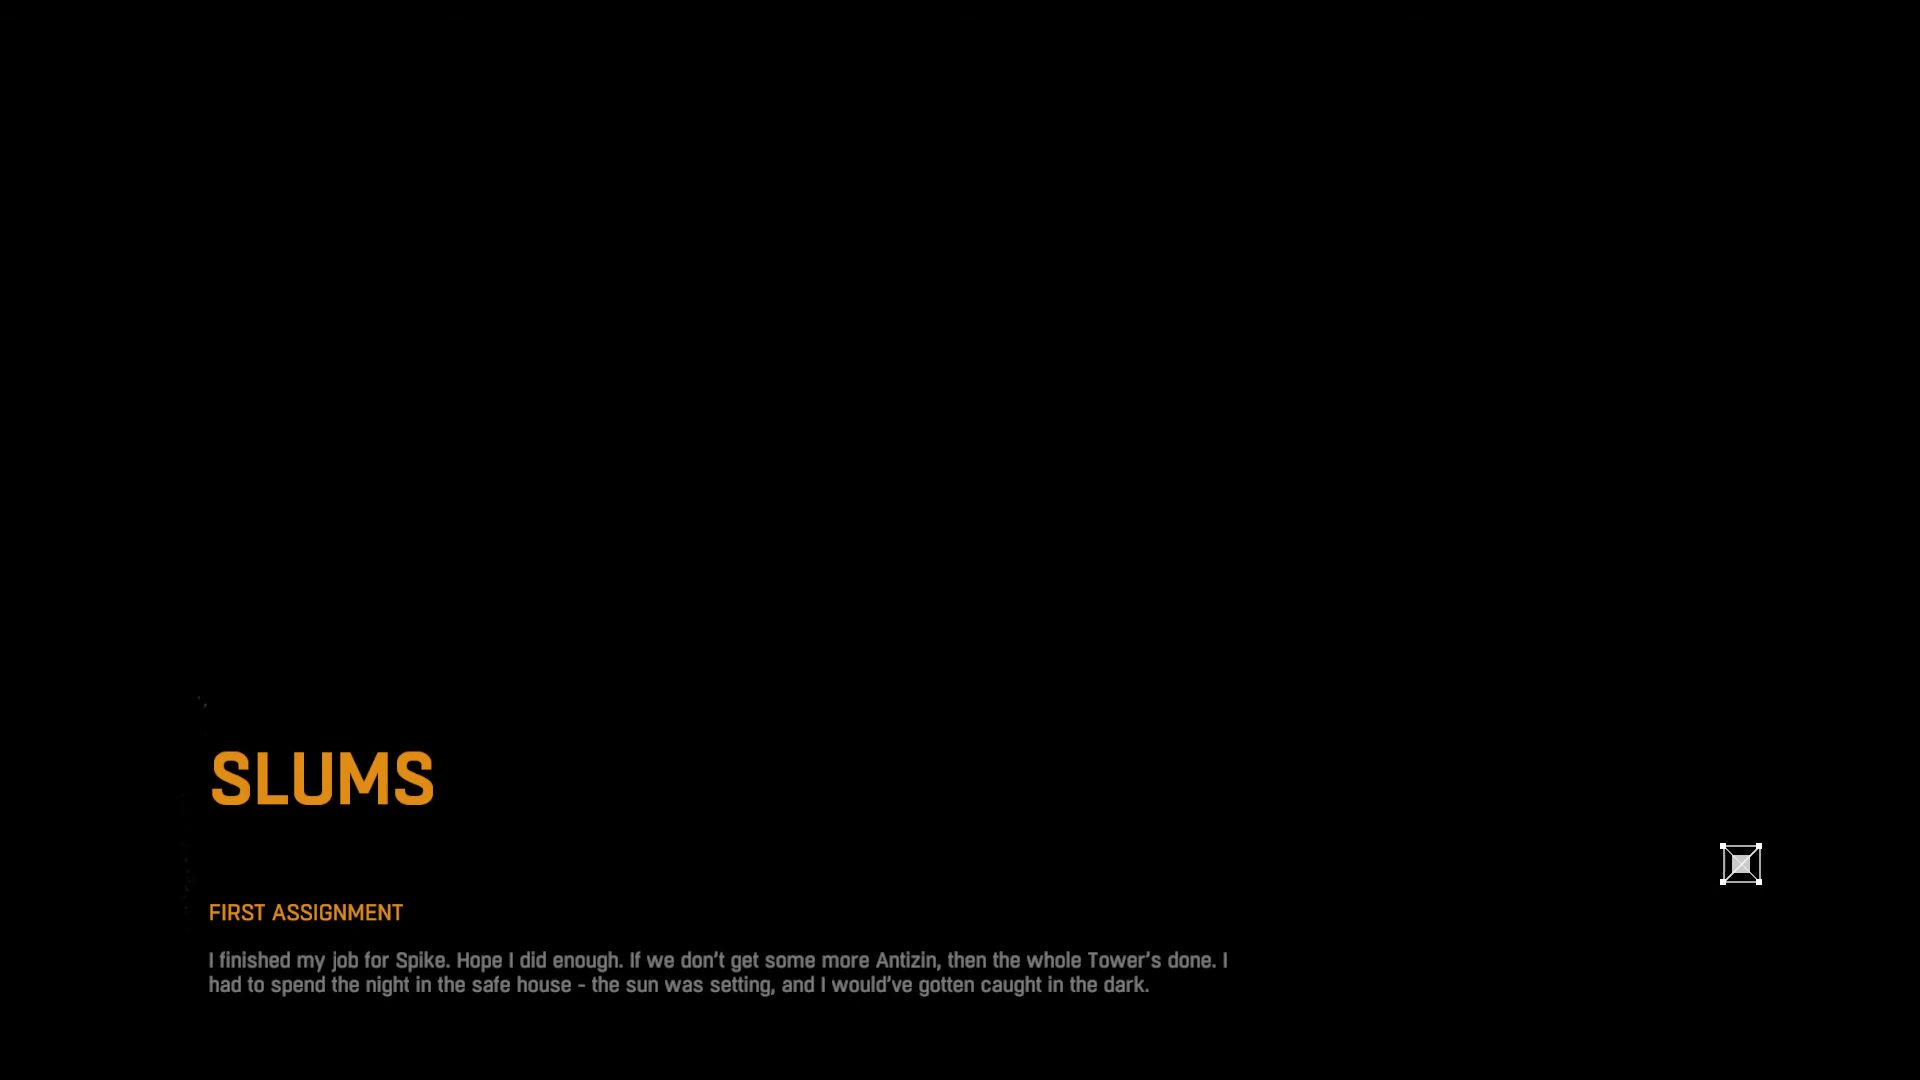 SLUMS
FIRST ASSIGNMENT
I finished my job for Spike. Hope I did enough. If we don’t get some more Antizin, then the whole Tower’s done. I
had to spend the night in the safe house - the sun was setting, and I would’ve gotten caught in the dark.